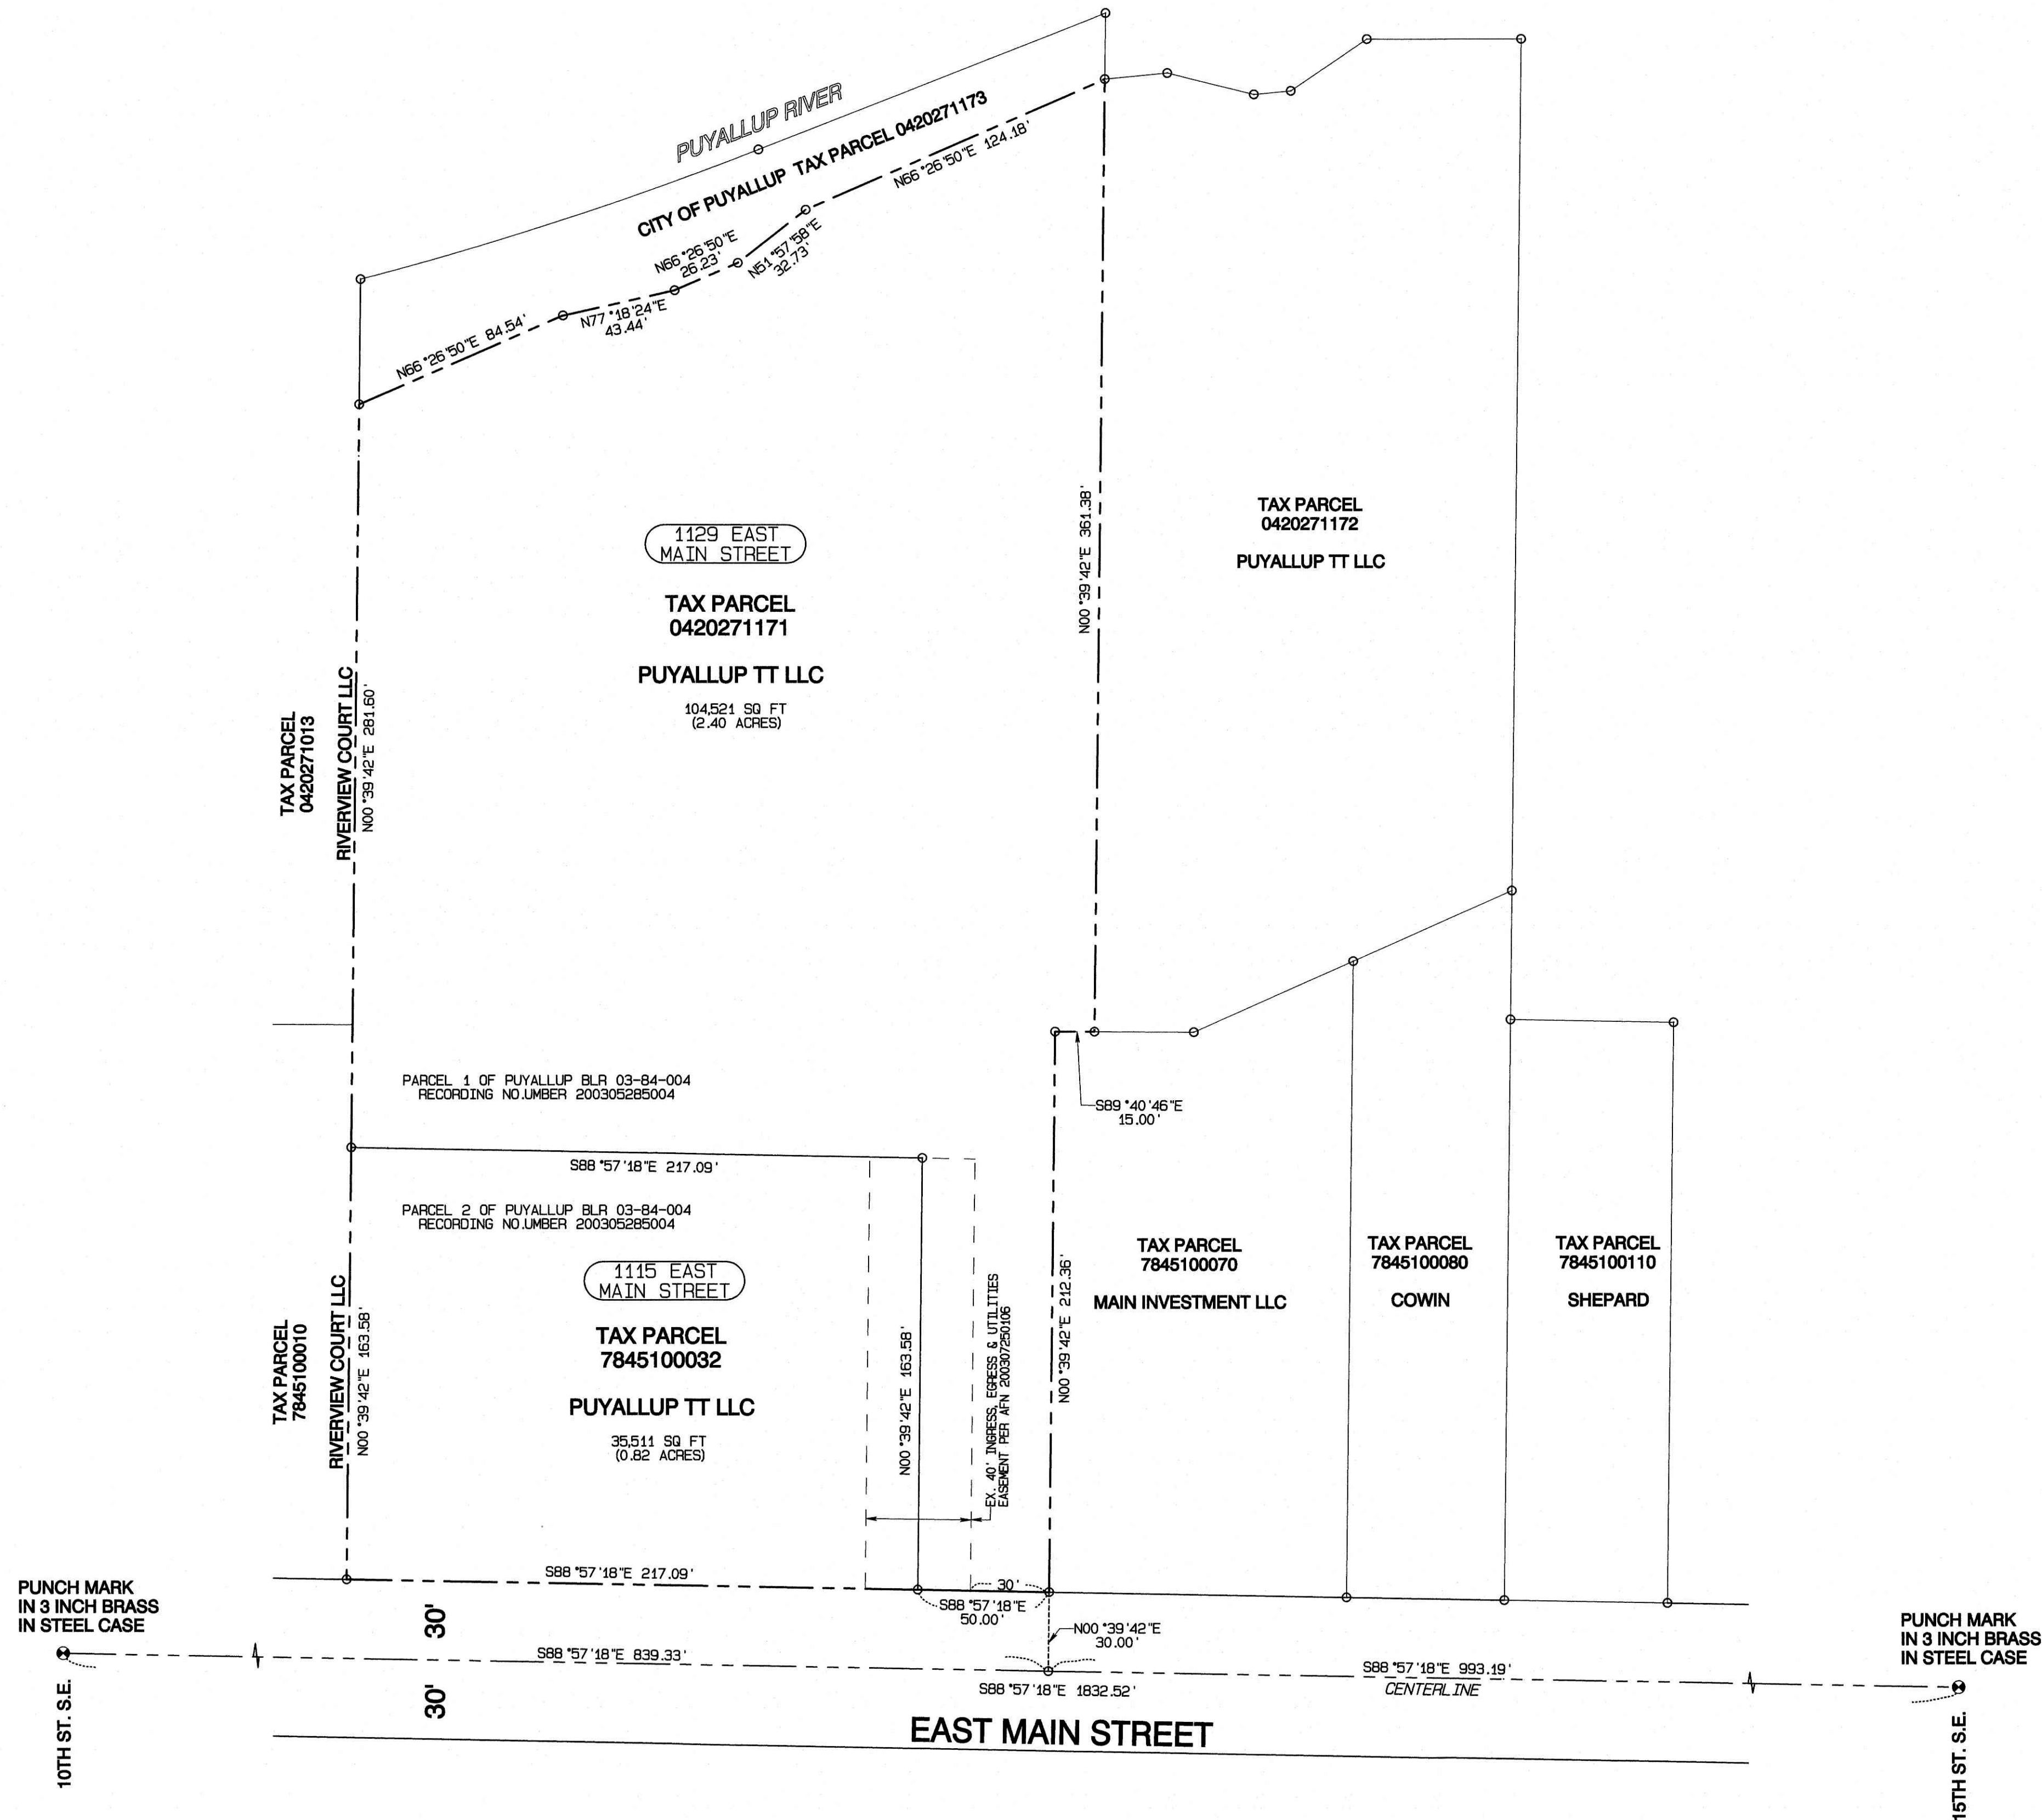 PUYALLUP RIVER
CITY OF PUYALLUP TAX PARCEL 0420271173
N66°26'50"E 124.18'
N66°26'50"E
26.23'
N51°57'58"E
32.73'
N77°18'24"E
43.44'
N66°26'50"E 84.54'
1129 EAST
MAIN STREET
TAX PARCEL
0420271171
PUYALLUP TT LLC
104,521 SQ FT
(2.40 ACRES)
N00°39'42"E 361.38'
TAX PARCEL
0420271172
PUYALLUP TT LLC
TAX PARCEL
0420271013
RIVERVIEW COURT LLC
N00°39'42"E 281.60'
PARCEL 1 OF PUYALLUP BLR 03-84-004
RECORDING NO.UMBER 200305285004
S89°40'46"E
15.00'
S88°57'18"E 217.09'
PARCEL 2 OF PUYALLUP BLR 03-84-004
RECORDING NO.UMBER 200305285004
1115 EAST
MAIN STREET
TAX PARCEL
7845100032
PUYALLUP TT LLC
35,511 SQ FT
(0.82 ACRES)
TAX PARCEL
7845100010
RIVERVIEW COURT LLC
N00°39'42"E 163.58'
N00°39'42"E 163.58'
EX. 40' INGRESS, EGRESS & UTILITIES
EASEMENT PER AFN 200307250106
N00°39'42"E 212.36'
TAX PARCEL
7845100070
MAIN INVESTMENT LLC
TAX PARCEL
7845100080
COWIN
TAX PARCEL
7845100110
SHEPARD
S88°57'18"E 217.09'
30'
S88°57'18"E
50.00'
N00°39'42"E
30.00'
PUNCH MARK
IN 3 INCH BRASS
IN STEEL CASE
10TH ST. S.E.
30'
S88°57'18"E 839.33'
30'
S88°57'18"E 1832.52'
S88°57'18"E 993.19'
CENTERLINE
EAST MAIN STREET
PUNCH MARK
IN 3 INCH BRASS
IN STEEL CASE
15TH ST. S.E.